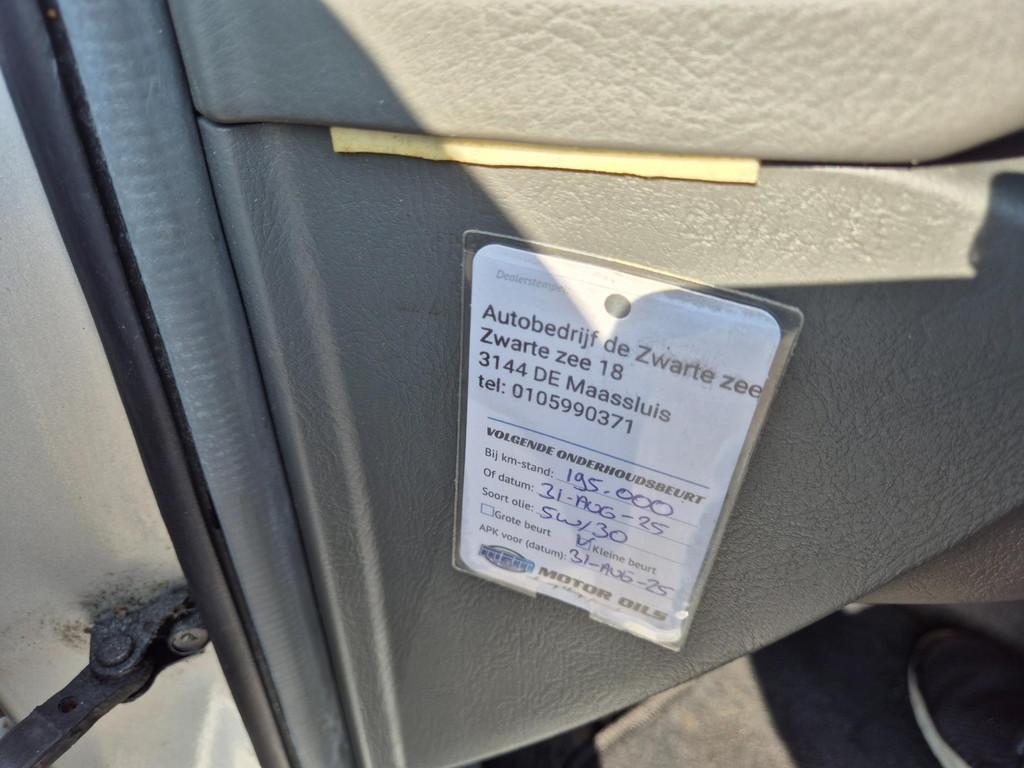 Dealerstempel
Autobedrijf de Zwarte zee
Zwarte zee 18
3144 DE Maassluis
tel: 0105990371
VOLGENDE ONDERHOUDSBEURT
Bij km-stand: 195.000
Of datum: 31-AUG-25
Soort olie: 5W/30
Grote beurt Kleine beurt
APK voor (datum): 31-AUG-25
MOTOR OILS